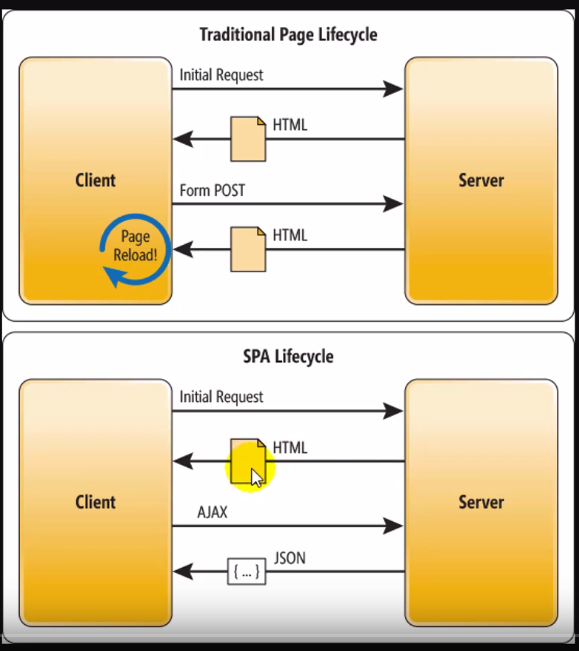 Traditional Page Lifecycle
Initial Request
HTML
Client
Server
Form POST
Page
Reload!
HTML
SPA Lifecycle
Initial Request
HTML
Client
Server
AJAX
JSON
{ ... }